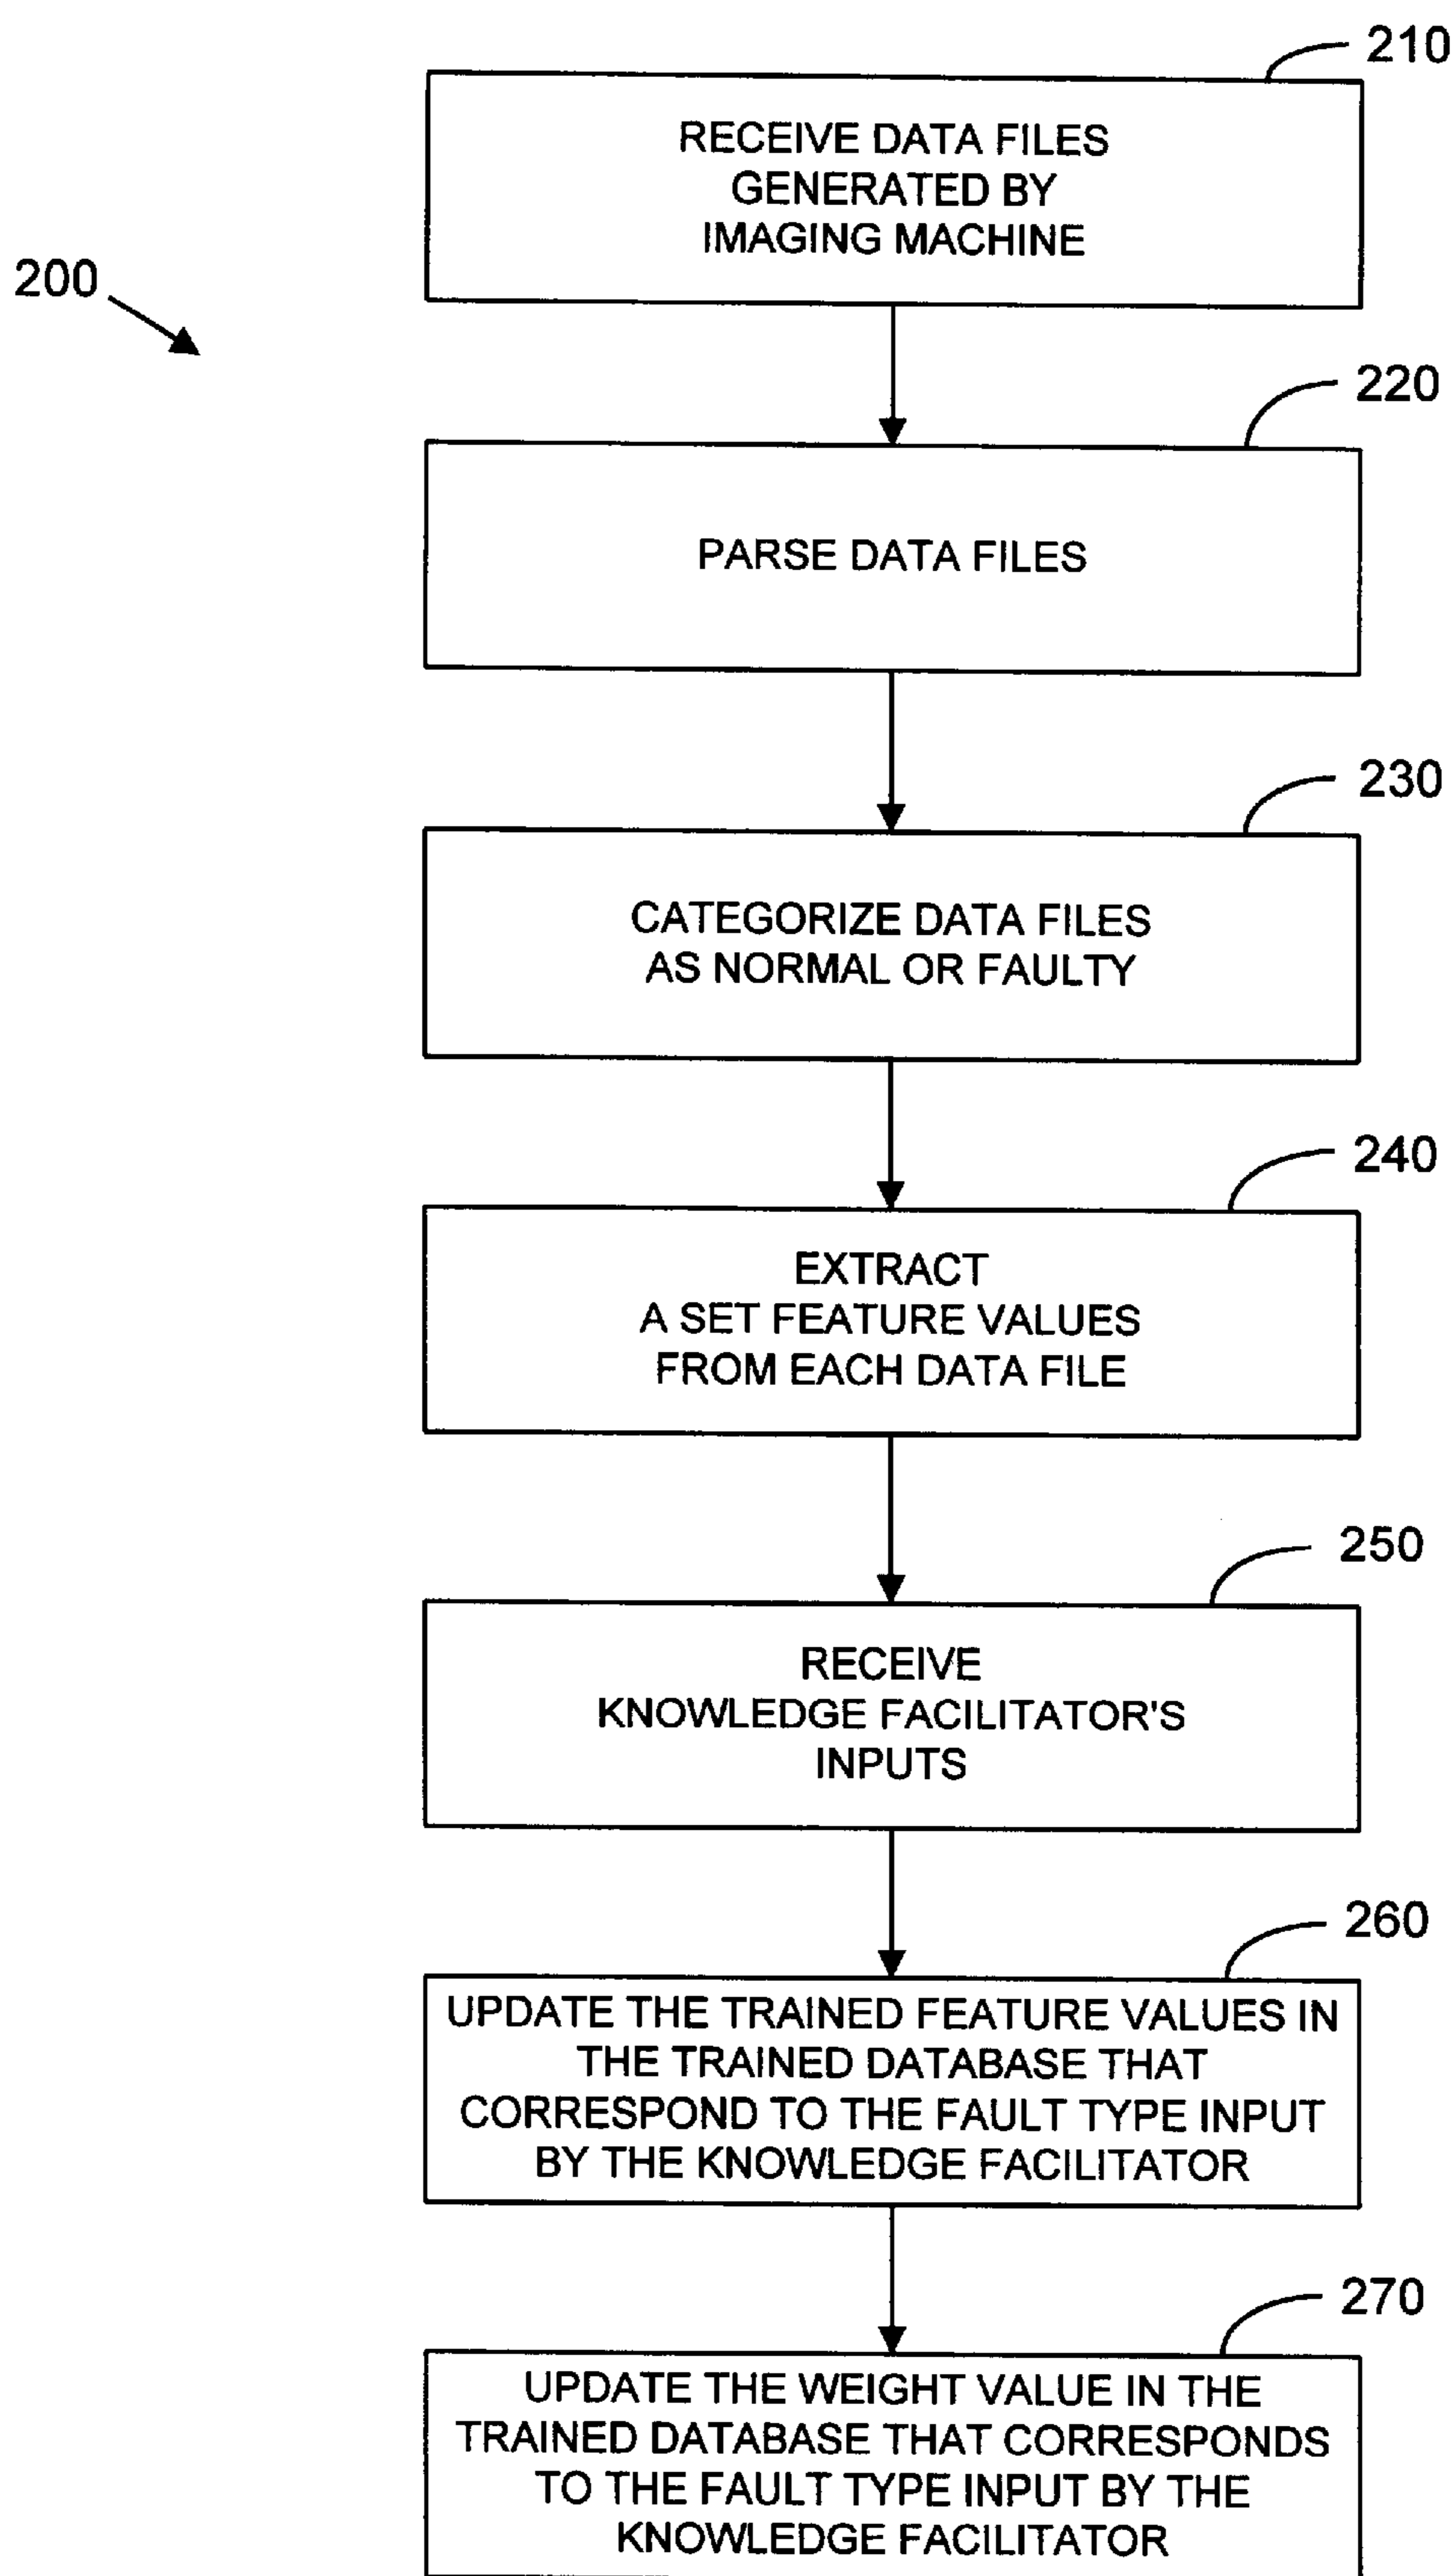 210
RECEIVE DATA FILES
GENERATED BY
IMAGING MACHINE
200
220
PARSE DATA FILES
230
CATEGORIZE DATA FILES
AS NORMAL OR FAULTY
240
EXTRACT
A SET FEATURE VALUES
FROM EACH DATA FILE
250
RECEIVE
KNOWLEDGE FACILITATOR'S
INPUTS
260
UPDATE THE TRAINED FEATURE VALUES IN
THE TRAINED DATABASE THAT
CORRESPOND TO THE FAULT TYPE INPUT
BY THE KNOWLEDGE FACILITATOR
270
UPDATE THE WEIGHT VALUE IN THE
TRAINED DATABASE THAT CORRESPONDS
TO THE FAULT TYPE INPUT BY THE
KNOWLEDGE FACILITATOR